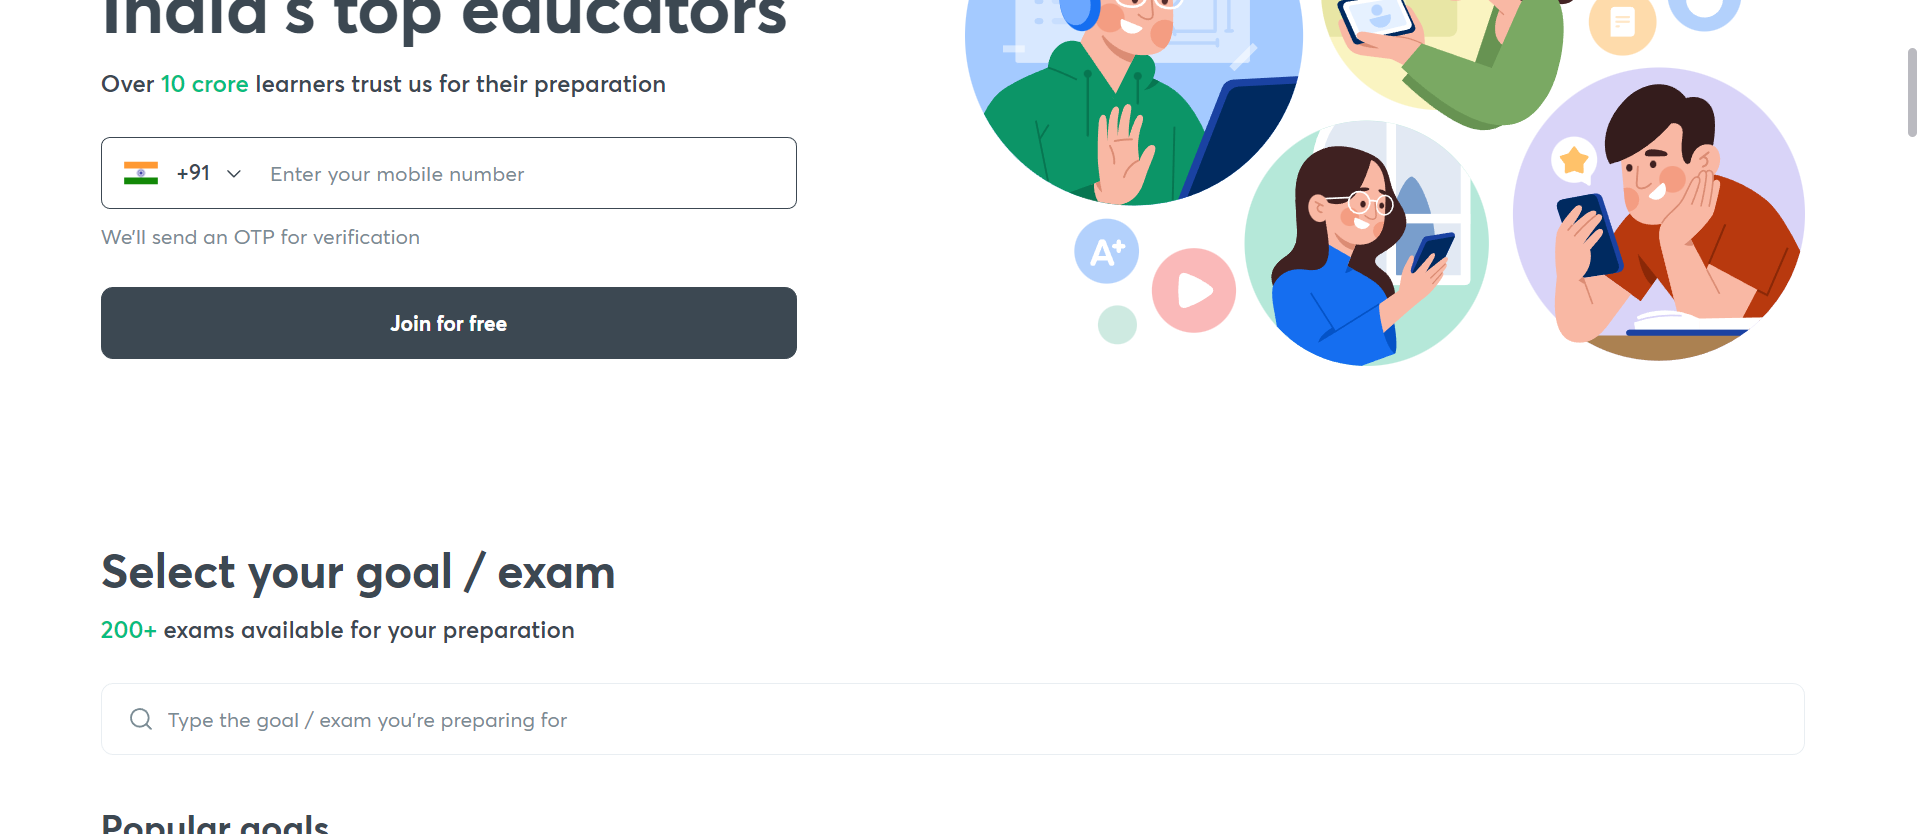 India's top educators
Over 10 crore learners trust us for their preparation
+91 Enter your mobile number
We'll send an OTP for verification
Join for free
A+
Select your goal / exam
200+ exams available for your preparation
Type the goal / exam you're preparing for
Popular goals